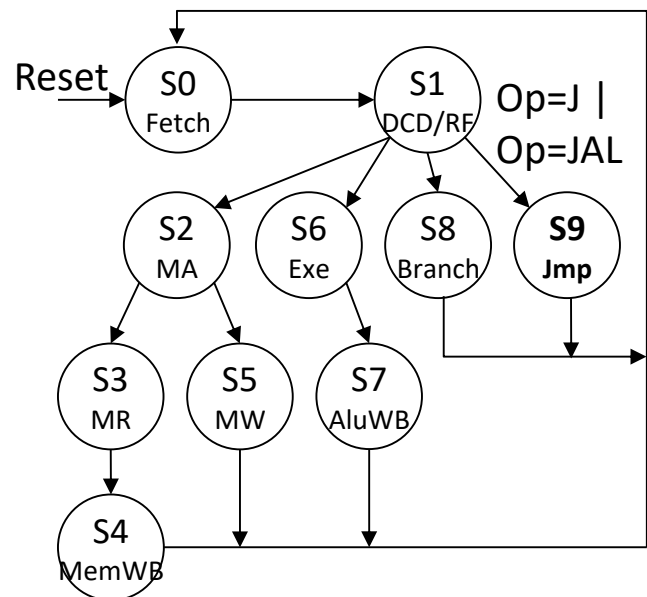 Reset
S0
Fetch
S1
DCD/RF
Op=J |
Op=JAL
S2
MA
S6
Exe
S8
Branch
S9
Jmp
S3
MR
S5
MW
S7
AluWB
S4
MemWB